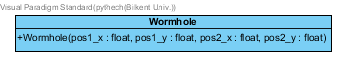 Visual Paradigm Standard(pythech(Bilkent Univ.))
Wormhole
+Wormhole(pos1_x : float, pos1_y : float, pos2_x : float, pos2_y : float)